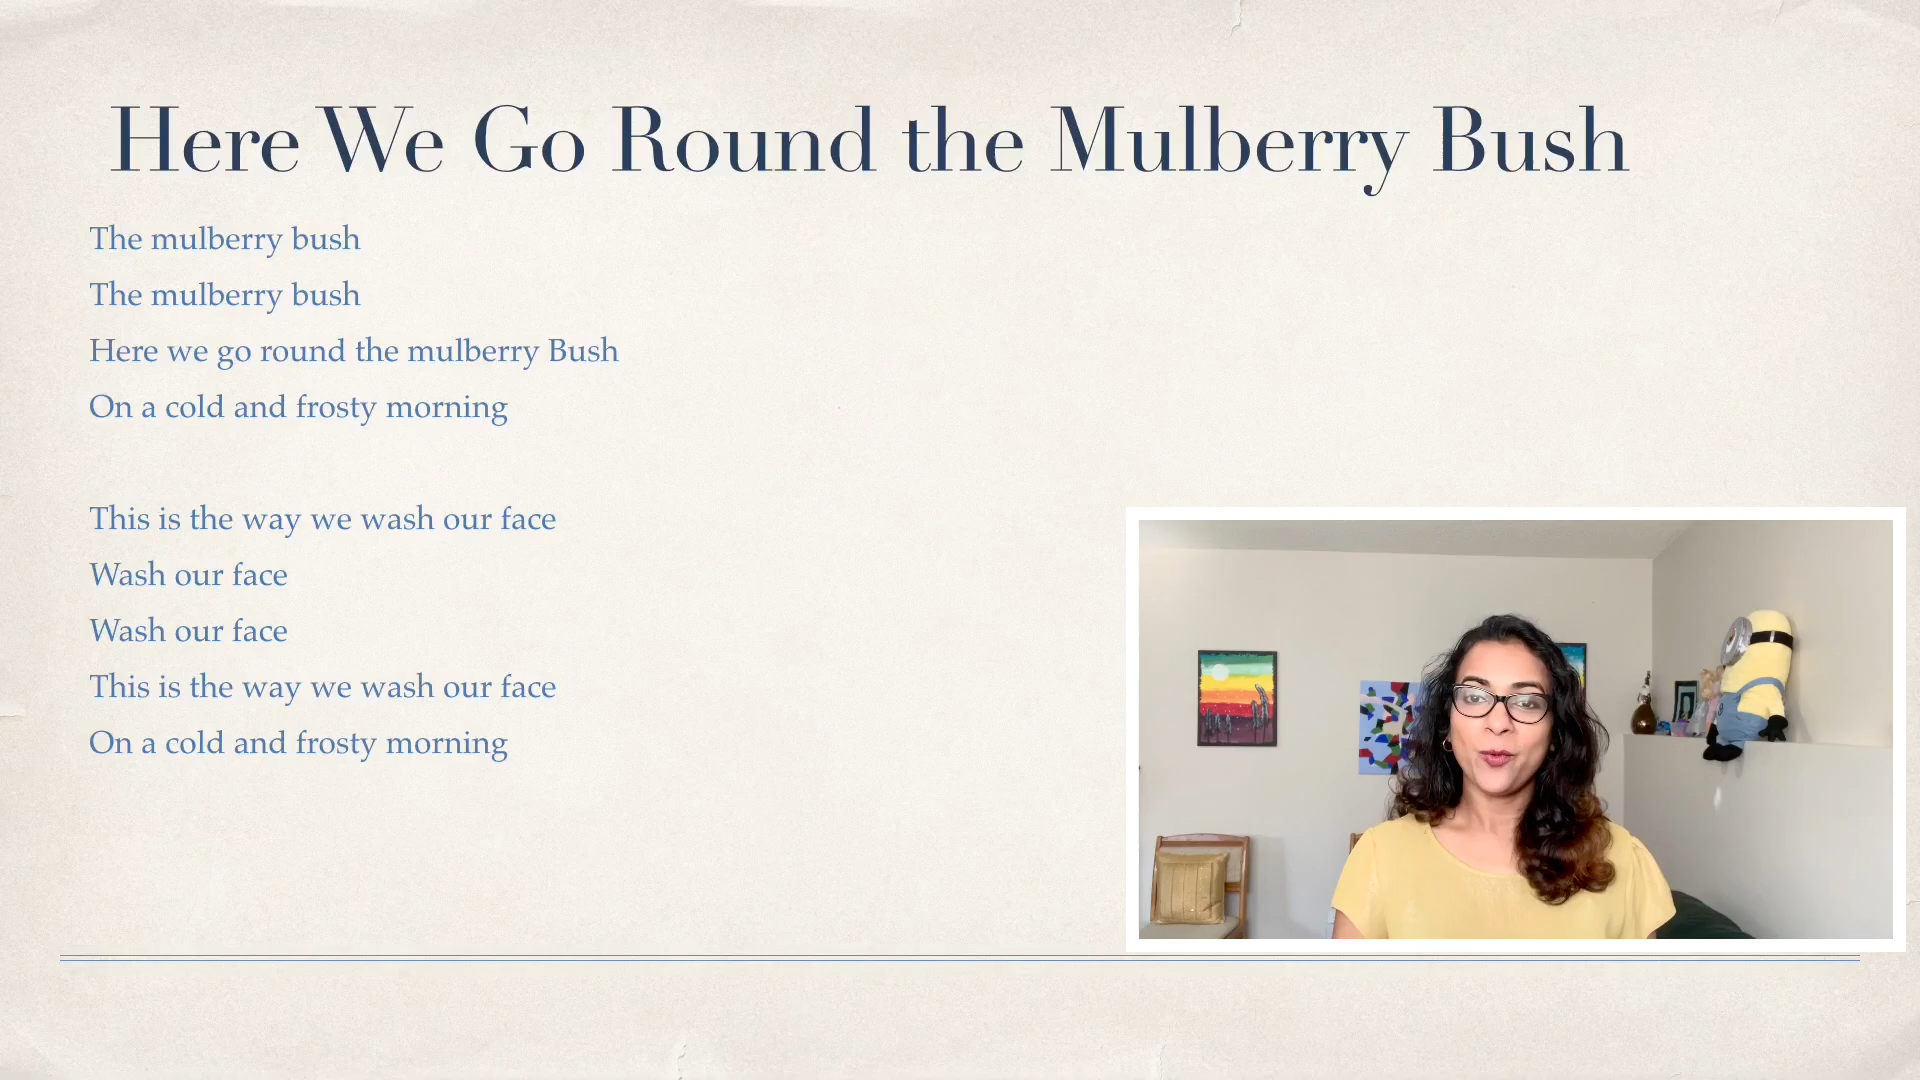 Here We Go Round the Mulberry Bush
The mulberry bush
The mulberry bush
Here we go round the mulberry Bush
On a cold and frosty morning
This is the way we wash our face
Wash our face
Wash our face
This is the way we wash our face
On a cold and frosty morning